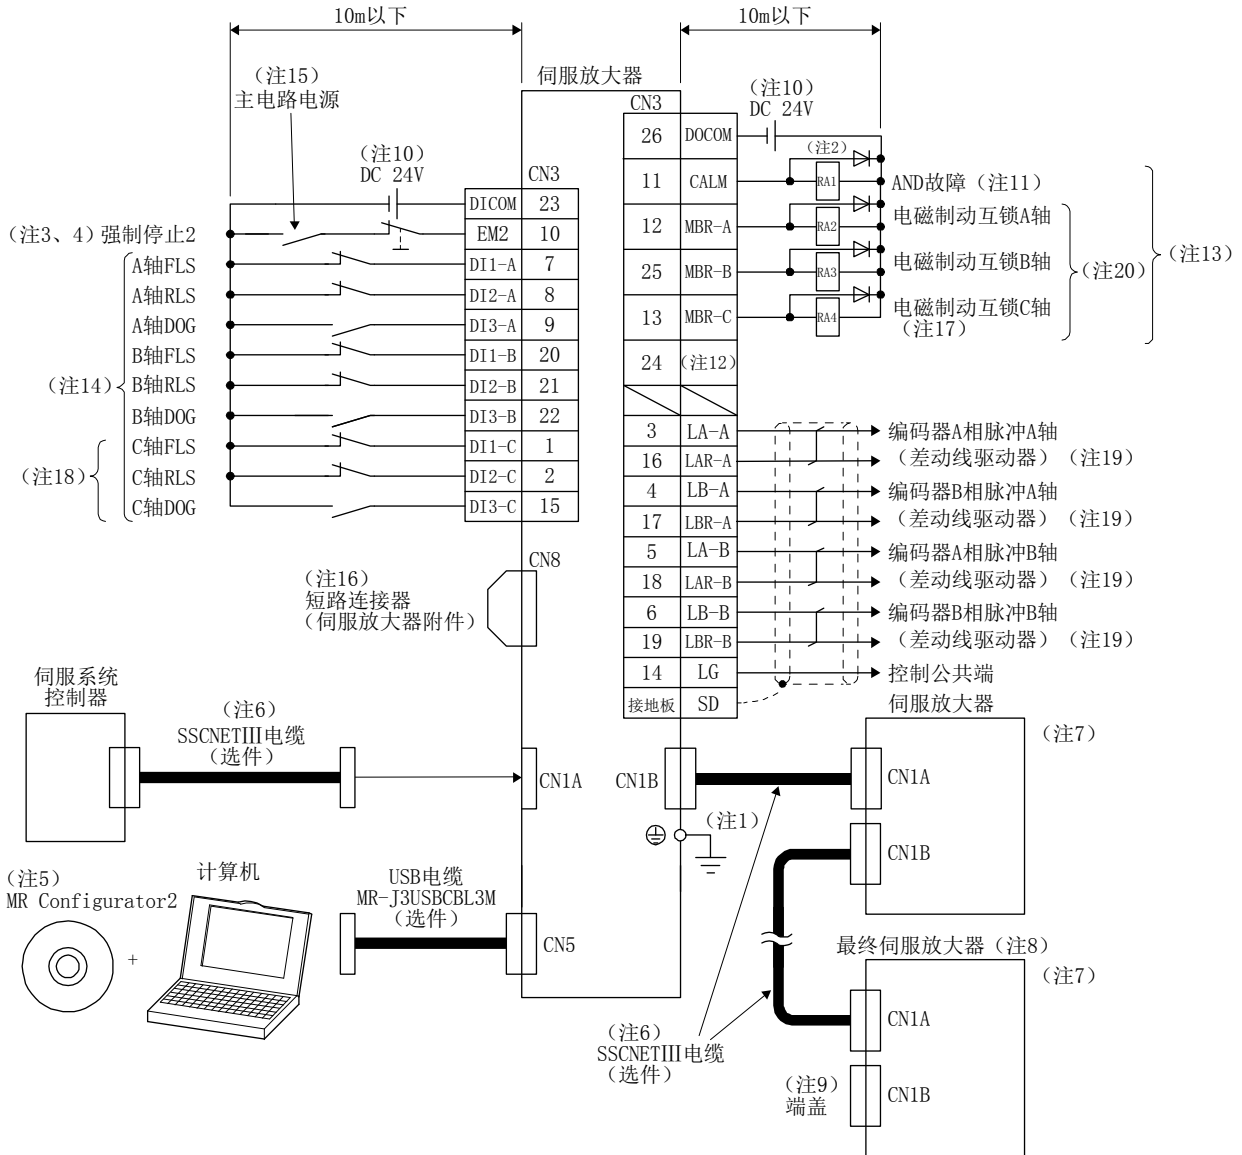 10m以下
10m以下
(注15)
主电路电源
伺服放大器
(注10)
DC 24V
CN3
DICOM 23
(注3、4)强制停止2 EM2 10
A轴FLS DI1-A 7
A轴RLS DI2-A 8
A轴DOG DI3-A 9
B轴FLS DI1-B 20
(注14) B轴RLS DI2-B 21
B轴DOG DI3-B 22
C轴FLS DI1-C 1
(注18) C轴RLS DI2-C 2
C轴DOG DI3-C 15
CN3
(注10)
DC 24V
26 DOCOM
(注2)
11 CALM RA1 AND故障(注11)
12 MBR-A RA2 电磁制动互锁A轴
25 MBR-B RA3 电磁制动互锁B轴
13 MBR-C RA4 电磁制动互锁C轴
(注17)
(注20)
(注13)
24 (注12)
3 LA-A 编码器A相脉冲A轴
16 LAR-A (差动线驱动器)(注19)
4 LB-A 编码器B相脉冲A轴
17 LBR-A (差动线驱动器)(注19)
5 LA-B 编码器A相脉冲B轴
18 LAR-B (差动线驱动器)(注19)
6 LB-B 编码器B相脉冲B轴
19 LBR-B (差动线驱动器)(注19)
14 LG 控制公共端
接地板 SD
CN8
(注16)
短路连接器
(伺服放大器附件)
伺服系统
控制器
(注6)
SSCNETⅢ电缆
(选件)
CN1A
CN1B
(注1)
伺服放大器
(注7)
CN1A
CN1B
(注5)
MR Configurator2
+
计算机
USB电缆
MR-J3USBCBL3M
(选件)
CN5
(注6)
SSCNETⅢ电缆
(选件)
最终伺服放大器(注8)
(注7)
CN1A
(注9)
端盖
CN1B